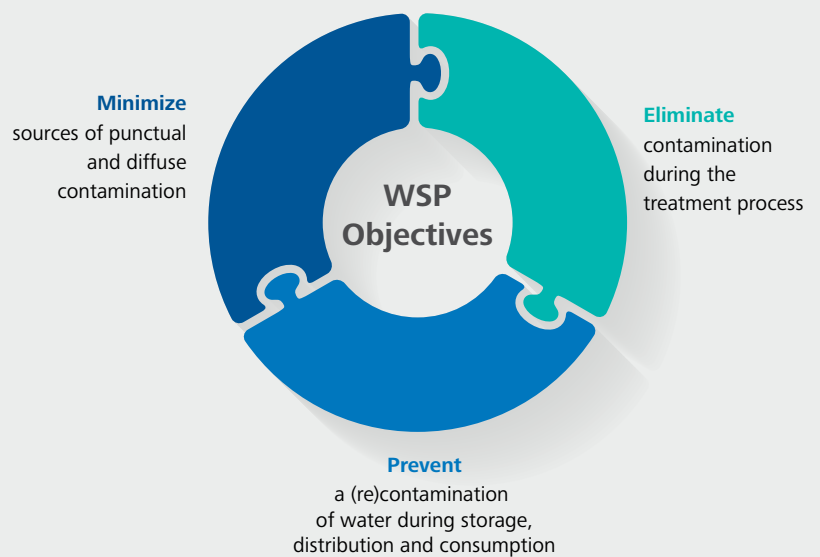 Minimize
sources of punctual
and diffuse
contamination
WSP
Objectives
Eliminate
contamination
during the
treatment process
Prevent
a (re)contamination
of water during storage,
distribution and consumption